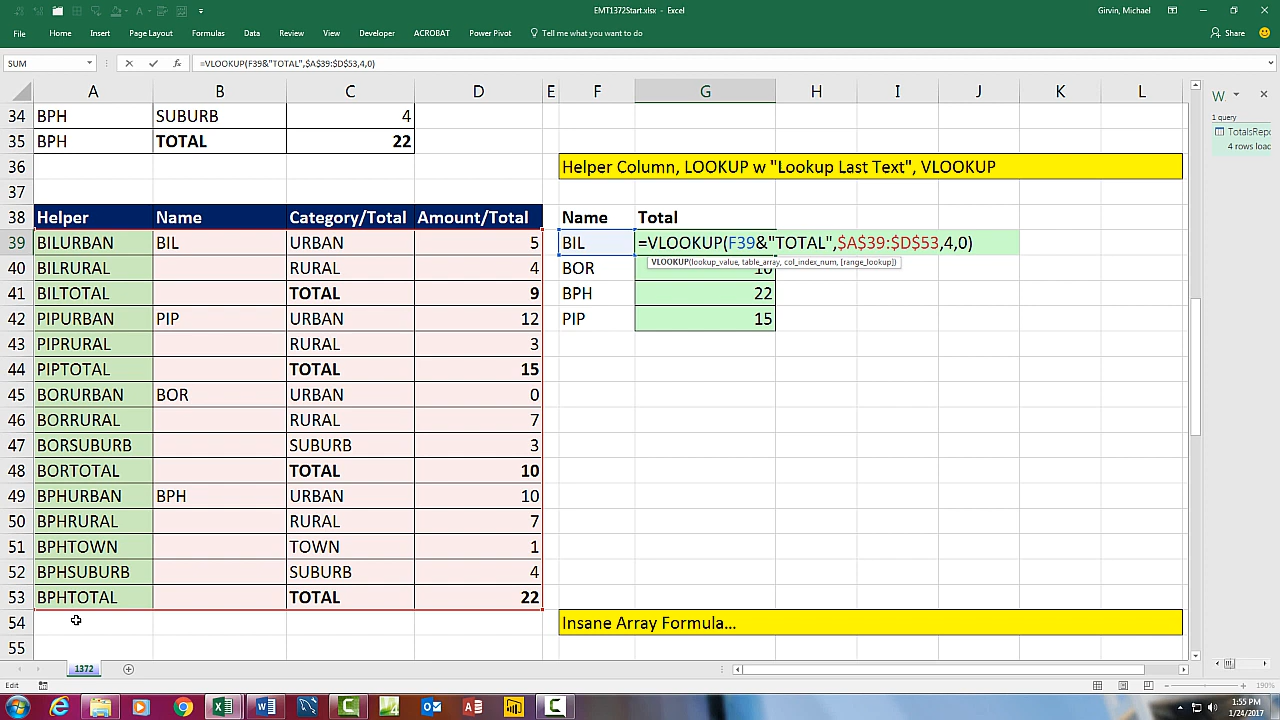 EMT1372Start.xlsx - Excel
Girvin, Michael
File Home Insert Page Layout Formulas Data Review View Developer ACROBAT Power Pivot Tell me what you want to do Share
SUM =VLOOKUP(F39&"TOTAL",$A$39:$D$53,4,0)
A B C D E F G H I J K L
34 BPH SUBURB 4
35 BPH TOTAL 22
36 Helper Column, LOOKUP w "Lookup Last Text", VLOOKUP
37
38 Helper Name Category/Total Amount/Total Name Total
39 BILURBAN BIL URBAN 5 BIL =VLOOKUP(F39&"TOTAL",$A$39:$D$53,4,0)
VLOOKUP(lookup_value, table_array, col_index_num, [range_lookup])
40 BILRURAL RURAL 4 BOR 10
41 BILTOTAL TOTAL 9 BPH 22
42 PIPURBAN PIP URBAN 12 PIP 15
43 PIPRURAL RURAL 3
44 PIPTOTAL TOTAL 15
45 BORURBAN BOR URBAN 0
46 BORRURAL RURAL 7
47 BORSUBURB SUBURB 3
48 BORTOTAL TOTAL 10
49 BPHURBAN BPH URBAN 10
50 BPHRURAL RURAL 7
51 BPHTOWN TOWN 1
52 BPHSUBURB SUBURB 4
53 BPHTOTAL TOTAL 22
54 Insane Array Formula...
55
W..
1 query
TotalsRepo
4 rows load
1372
Edit
190%
1:55 PM
1/24/2017